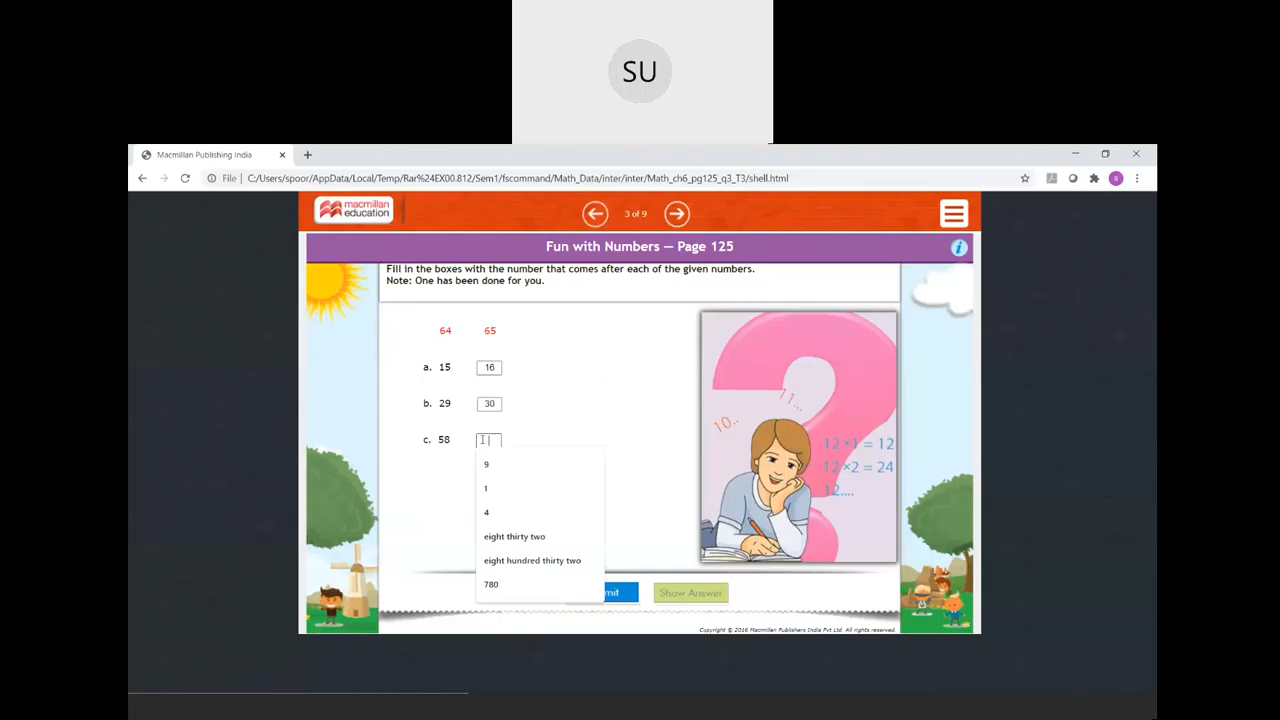 SU
Macmillan Publishing India
File | C:/Users/spoor/AppData/Local/Temp/Rar%24EX00.812/Sem1/fscommand/Math_Data/inter/inter/Math_ch6_pg125_q3_T3/shell.html
S
macmillan
education
3 of 9
Fun with Numbers — Page 125
i
Fill in the boxes with the number that comes after each of the given numbers.
Note: One has been done for you.
64 65
a. 15 16
b. 29 30
c. 58
9
1
4
eight thirty two
eight hundred thirty two
780
10..
11...
12 × 1 = 12
12 × 2 = 24
12....
mit
Show Answer
Copyright © 2016 Macmillan Publishers India Pvt Ltd. All rights reserved.